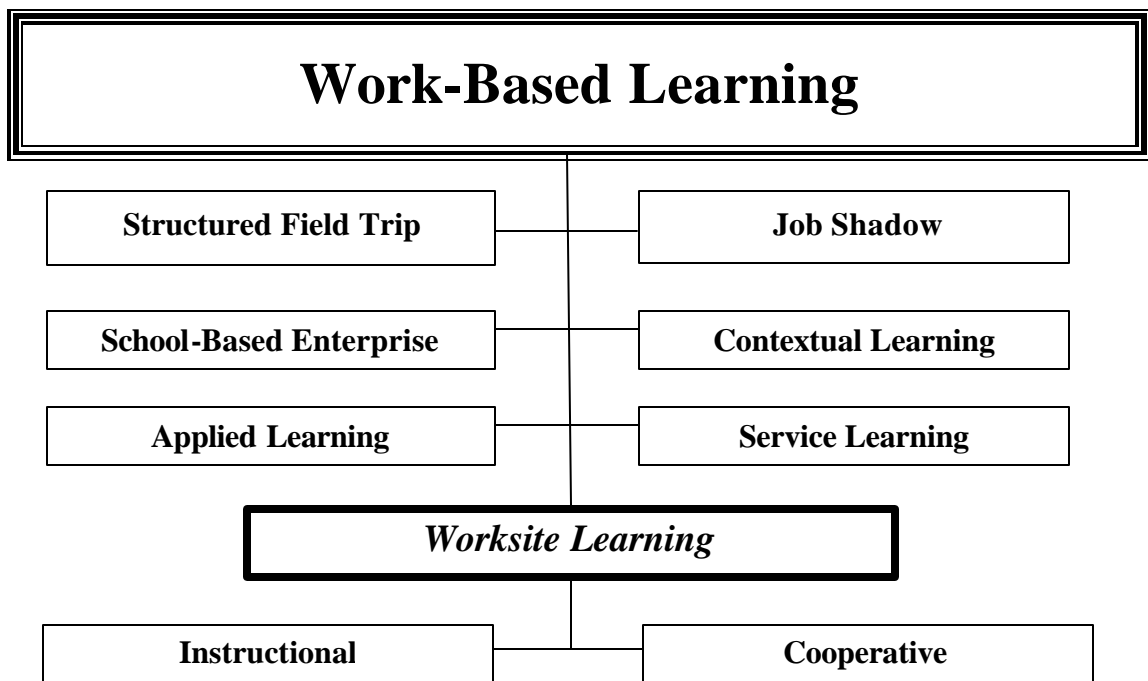 Work-Based Learning
Structured Field Trip
Job Shadow
School-Based Enterprise
Contextual Learning
Applied Learning
Service Learning
Worksite Learning
Instructional
Cooperative